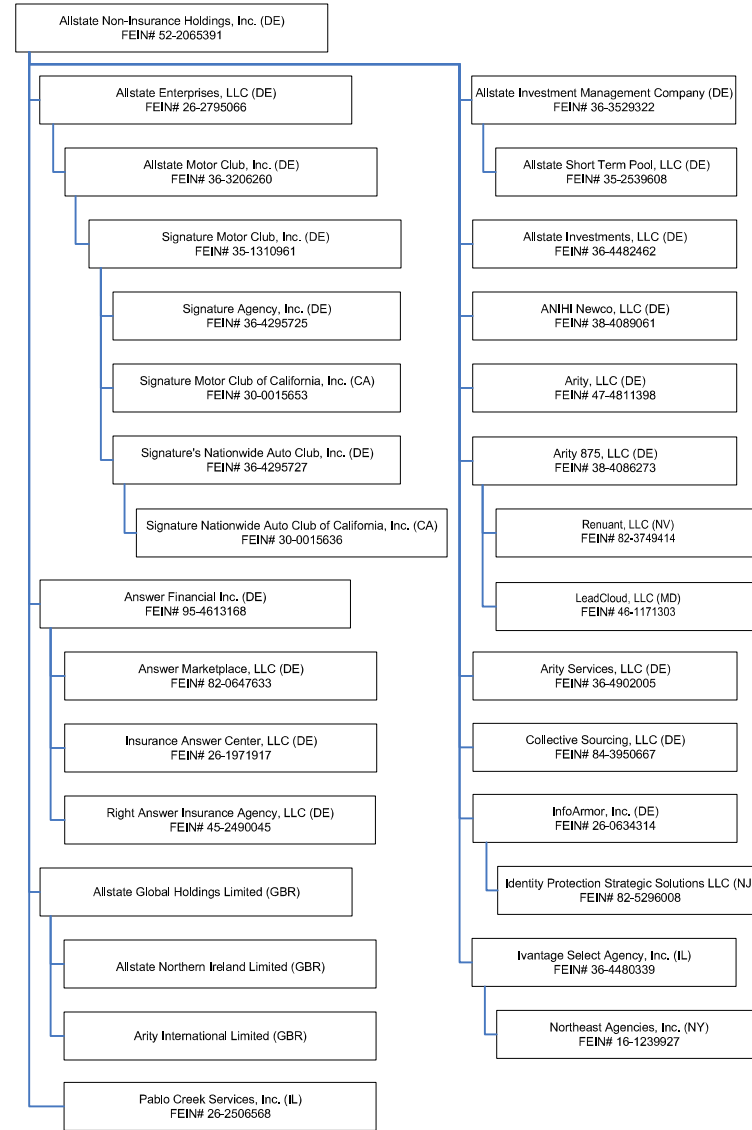 Allstate Non-Insurance Holdings, Inc. (DE)
FEIN# 52-2065391
Allstate Enterprises, LLC (DE)
FEIN# 26-2795066
Allstate Motor Club, Inc. (DE)
FEIN# 36-3206260
Signature Motor Club, Inc. (DE)
FEIN# 35-1310961
Signature Agency, Inc. (DE)
FEIN# 36-4295725
Signature Motor Club of California, Inc. (CA)
FEIN# 30-0015653
Signature's Nationwide Auto Club, Inc. (DE)
FEIN# 36-4295727
Signature Nationwide Auto Club of California, Inc. (CA)
FEIN# 30-0015636
Answer Financial Inc. (DE)
FEIN# 95-4613168
Answer Marketplace, LLC (DE)
FEIN# 82-0647633
Insurance Answer Center, LLC (DE)
FEIN# 26-1971917
Right Answer Insurance Agency, LLC (DE)
FEIN# 45-2490045
Allstate Global Holdings Limited (GBR)
Allstate Northern Ireland Limited (GBR)
Arity International Limited (GBR)
Pablo Creek Services, Inc. (IL)
FEIN# 26-2506568
Allstate Investment Management Company (DE)
FEIN# 36-3529322
Allstate Short Term Pool, LLC (DE)
FEIN# 35-2539608
Allstate Investments, LLC (DE)
FEIN# 36-4482462
ANIHI Newco, LLC (DE)
FEIN# 38-4089061
Arity, LLC (DE)
FEIN# 47-4811398
Arity 875, LLC (DE)
FEIN# 38-4086273
Renuant, LLC (NV)
FEIN# 82-3749414
LeadCloud, LLC (MD)
FEIN# 46-1171303
Arity Services, LLC (DE)
FEIN# 36-4902005
Collective Sourcing, LLC (DE)
FEIN# 84-3950667
InfoArmor, Inc. (DE)
FEIN# 26-0634314
Identity Protection Strategic Solutions LLC (NJ
FEIN# 82-5296008
Ivantage Select Agency, Inc. (IL)
FEIN# 36-4480339
Northeast Agencies, Inc. (NY)
FEIN# 16-1239927